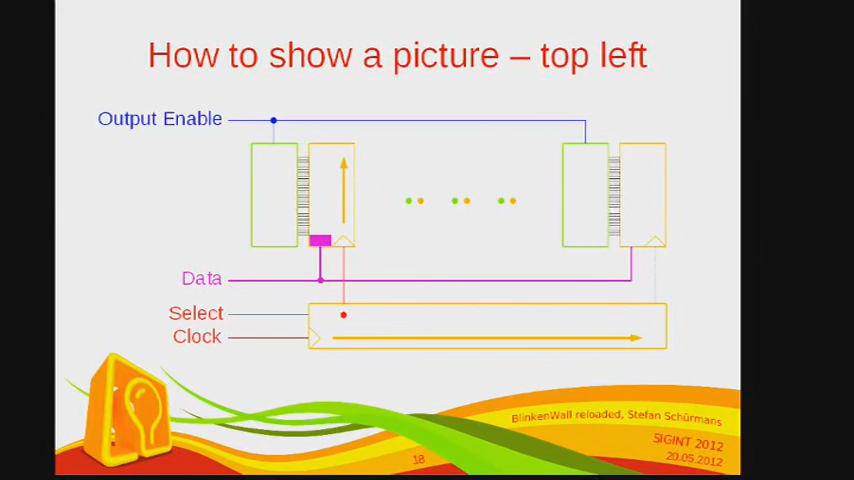 How to show a picture – top left
Output Enable
Data
Select
Clock
BlinkenWall reloaded, Stefan Schürmans
SIGINT 2012
18
20.05.2012